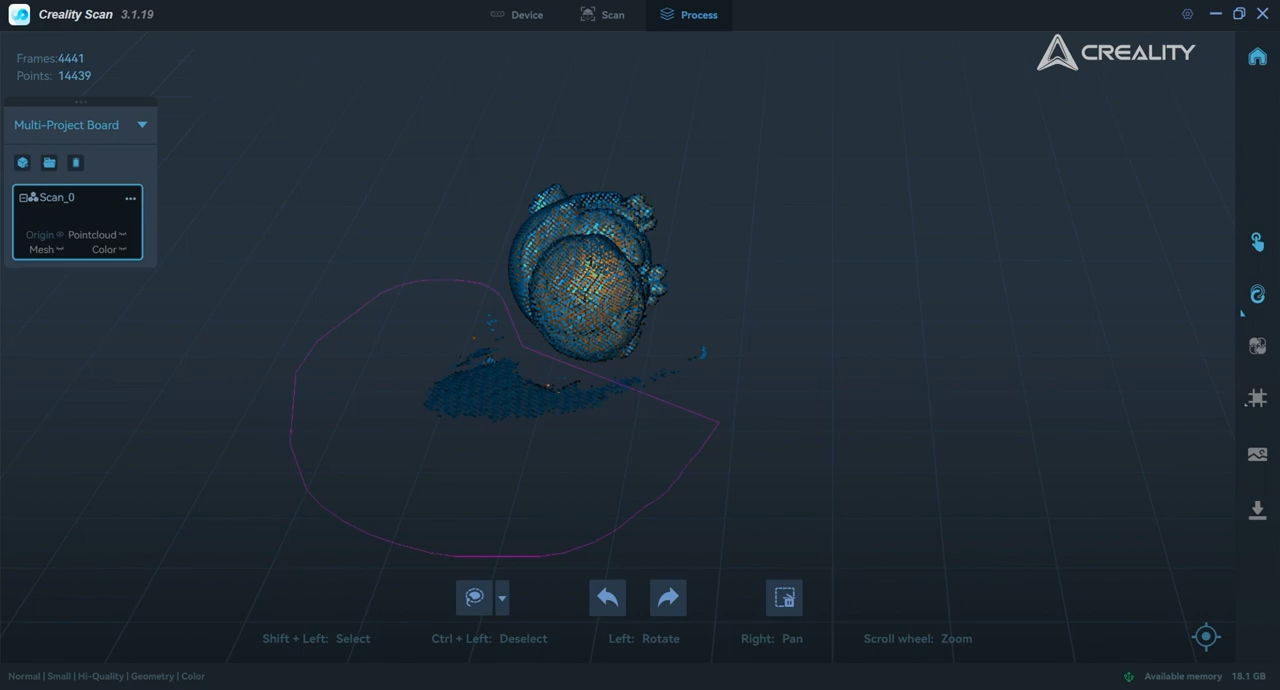 Creality Scan 3.1.19
Device
Scan
Process
CREALITY
Frames:4441
Points: 14439
Multi-Project Board
Scan_0
Origin Pointcloud
Mesh Color
Shift + Left: Select
Ctrl + Left: Deselect
Left: Rotate
Right: Pan
Scroll wheel: Zoom
Normal | Small | Hi-Quality | Geometry | Color
Available memory 18.1 GB